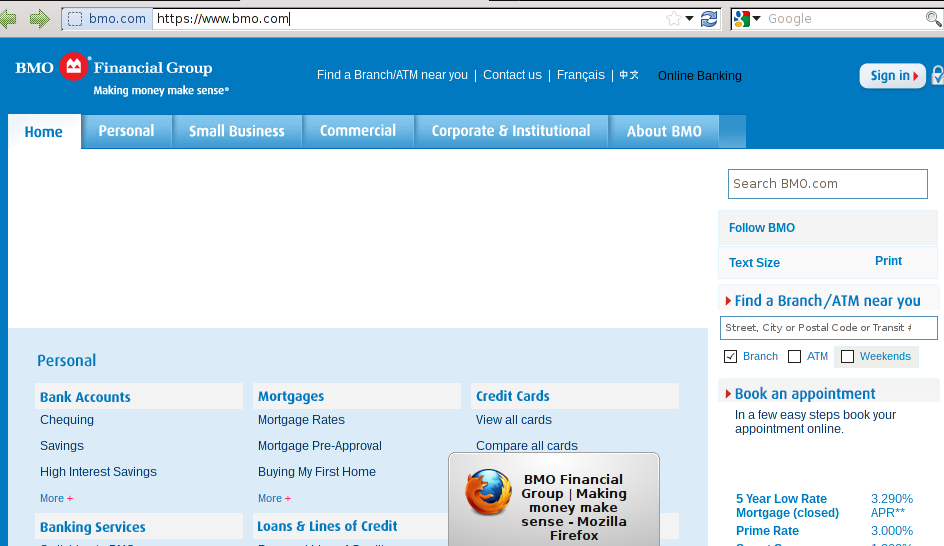 bmo.com https://www.bmo.com Google
BMO Financial Group
Making money make sense®
Find a Branch/ATM near you | Contact us | Français | 中文 Online Banking
Sign in
Home Personal Small Business Commercial Corporate & Institutional About BMO
Search BMO.com
Follow BMO
Text Size Print
Find a Branch/ATM near you
Street, City or Postal Code or Transit #
Branch ATM Weekends
Book an appointment
In a few easy steps book your
appointment online.
5 Year Low Rate 3.290%
Mortgage (closed) APR**
Prime Rate 3.000%
Personal
Bank Accounts
Chequing
Savings
High Interest Savings
More +
Banking Services
Mortgages
Mortgage Rates
Mortgage Pre-Approval
Buying My First Home
More +
Loans & Lines of Credit
Credit Cards
View all cards
Compare all cards
BMO Financial
Group | Making
money make
sense - Mozilla
Firefox